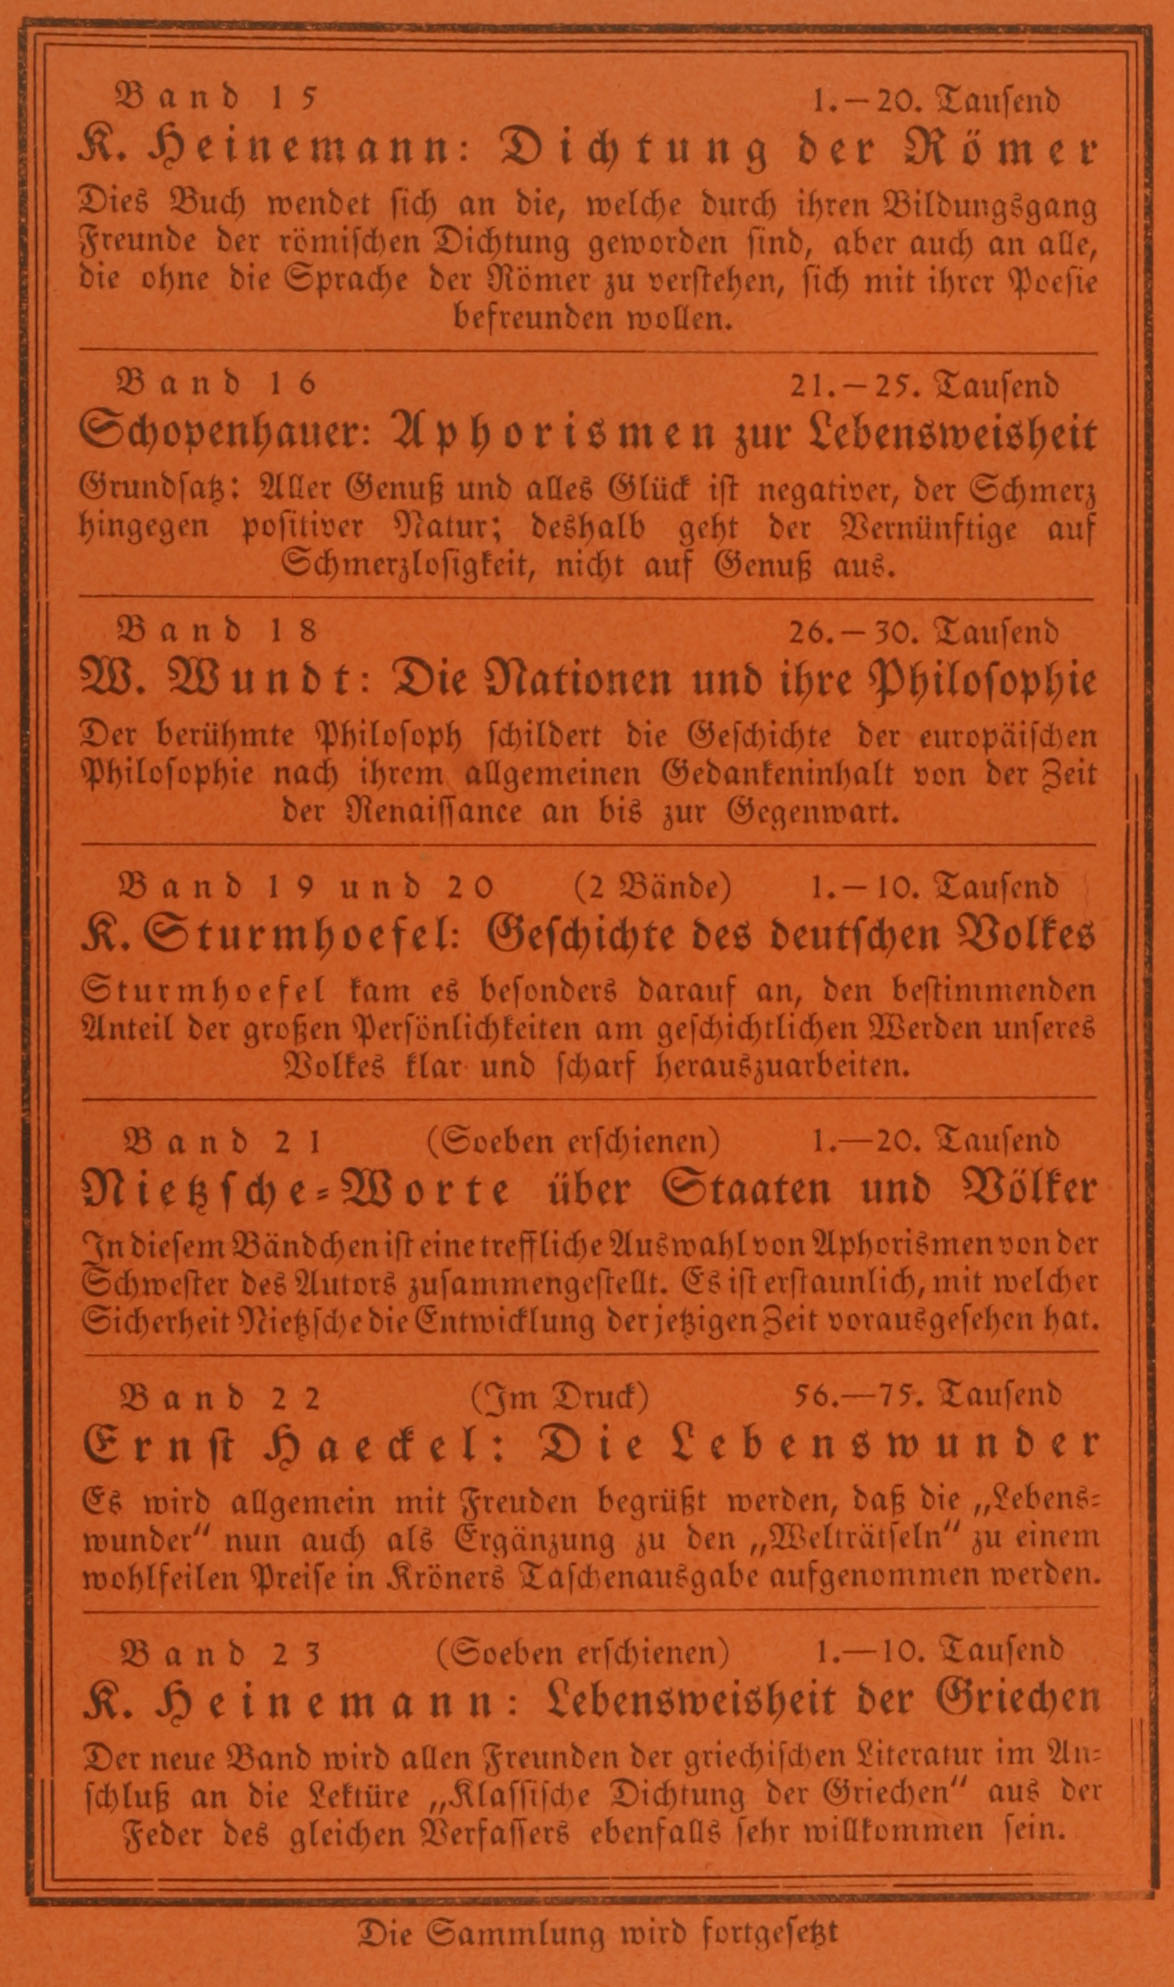 Band 15 1.–20. Tausend
K. Heinemann: Dichtung der Römer
Dies Buch wendet sich an die, welche durch ihren Bildungsgang
Freunde der römischen Dichtung geworden sind, aber auch an alle,
die ohne die Sprache der Römer zu verstehen, sich mit ihrer Poesie
befreunden wollen.
Band 16 21.–25. Tausend
Schopenhauer: Aphorismen zur Lebensweisheit
Grundsatz: Aller Genuß und alles Glück ist negativer, der Schmerz
hingegen positiver Natur; deshalb geht der Vernünftige auf
Schmerzlosigkeit, nicht auf Genuß aus.
Band 18 26.–30. Tausend
W. Wundt: Die Nationen und ihre Philosophie
Der berühmte Philosoph schildert die Geschichte der europäischen
Philosophie nach ihrem allgemeinen Gedankeninhalt von der Zeit
der Renaissance an bis zur Gegenwart.
Band 19 und 20 (2 Bände) 1.–10. Tausend
K. Sturmhoefel: Geschichte des deutschen Volkes
Sturmhoefel kam es besonders darauf an, den bestimmenden
Anteil der großen Persönlichkeiten am geschichtlichen Werden unseres
Volkes klar und scharf herauszuarbeiten.
Band 21 (Soeben erschienen) 1.—20. Tausend
Nietzsche-Worte über Staaten und Völker
In diesem Bändchen ist eine treffliche Auswahl von Aphorismen von der
Schwester des Autors zusammengestellt. Es ist erstaunlich, mit welcher
Sicherheit Nietzsche die Entwicklung der jetzigen Zeit vorausgesehen hat.
Band 22 (Im Druck) 56.—75. Tausend
Ernst Haeckel: Die Lebenswunder
Es wird allgemein mit Freuden begrüßt werden, daß die „Lebens-
wunder“ nun auch als Ergänzung zu den „Welträtseln“ zu einem
wohlfeilen Preise in Kröners Taschenausgabe aufgenommen werden.
Band 23 (Soeben erschienen) 1.—10. Tausend
K. Heinemann: Lebensweisheit der Griechen
Der neue Band wird allen Freunden der griechischen Literatur im An-
schluß an die Lektüre „Klassische Dichtung der Griechen“ aus der
Feder des gleichen Verfassers ebenfalls sehr willkommen sein.
Die Sammlung wird fortgesetzt